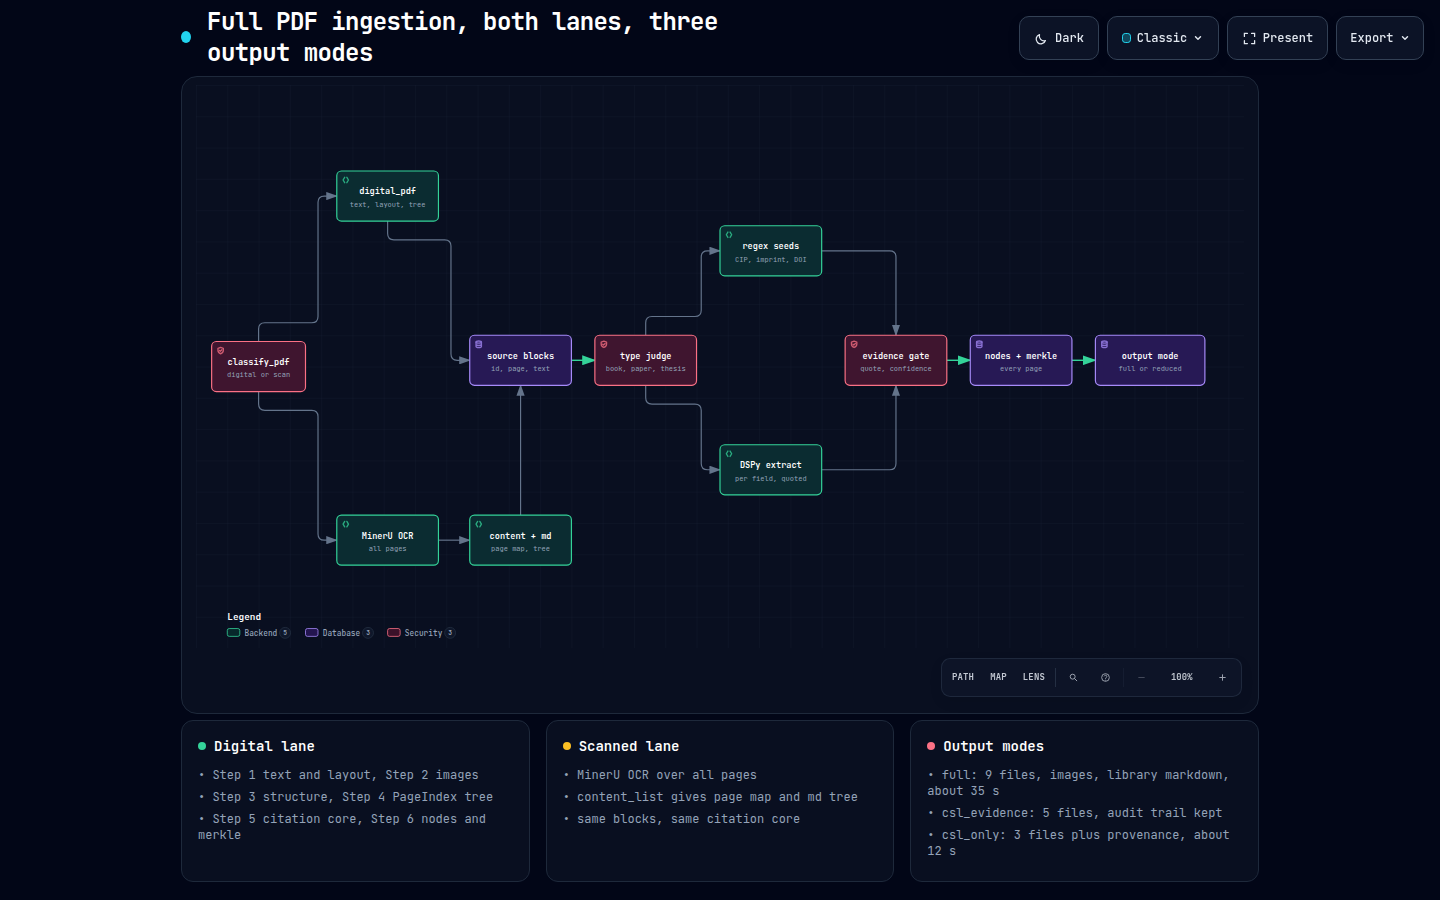 Full PDF ingestion, both lanes, three
output modes
Dark
Classic
Present
Export
digital_pdf
text, layout, tree
regex seeds
CIP, imprint, DOI
classify_pdf
digital or scan
source blocks
id, page, text
type judge
book, paper, thesis
evidence gate
quote, confidence
nodes + merkle
every page
output mode
full or reduced
DSPy extract
per field, quoted
MinerU OCR
all pages
content + md
page map, tree
Legend
Backend 5
Database 3
Security 3
PATH MAP LENS
− 100% +
Digital lane
• Step 1 text and layout, Step 2 images
• Step 3 structure, Step 4 PageIndex tree
• Step 5 citation core, Step 6 nodes and
merkle
Scanned lane
• MinerU OCR over all pages
• content_list gives page map and md tree
• same blocks, same citation core
Output modes
• full: 9 files, images, library markdown,
about 35 s
• csl_evidence: 5 files, audit trail kept
• csl_only: 3 files plus provenance, about
12 s